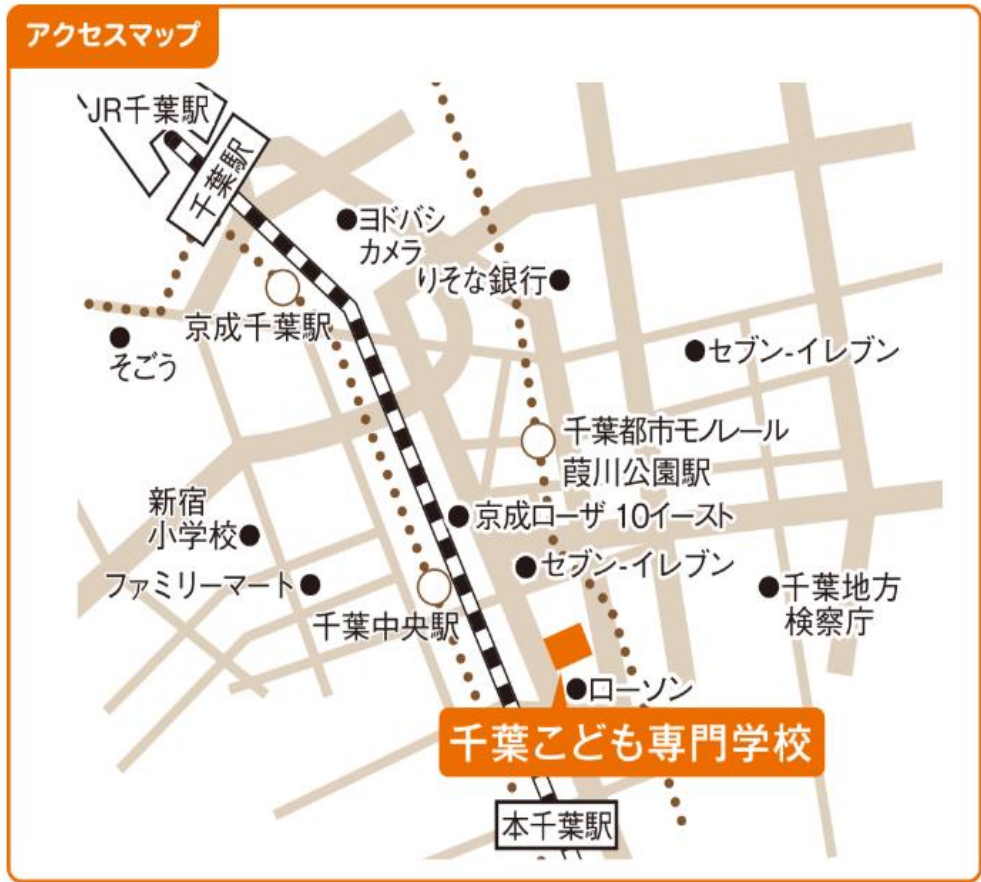 アクセスマップ
JR千葉駅
千葉駅
ヨドバシ
カメラ
りそな銀行
京成千葉駅
そごう
セブン-イレブン
千葉都市モノレール
葭川公園駅
新宿
小学校
京成ローザ 10イースト
セブン-イレブン
ファミリーマート
千葉地方
検察庁
千葉中央駅
ローソン
千葉こども専門学校
本千葉駅